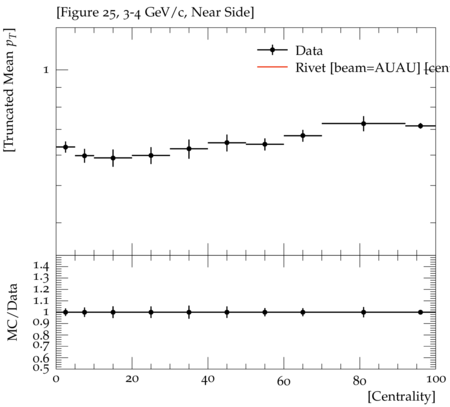 [Figure 25, 3-4 GeV/c, Near Side]
[Truncated Mean pT]
1
Data
Rivet [beam=AUAU] [cen
MC/Data
1.4
1.3
1.2
1.1
1
0.9
0.8
0.7
0.6
0.5
0 20 40 60 80 100
[Centrality]